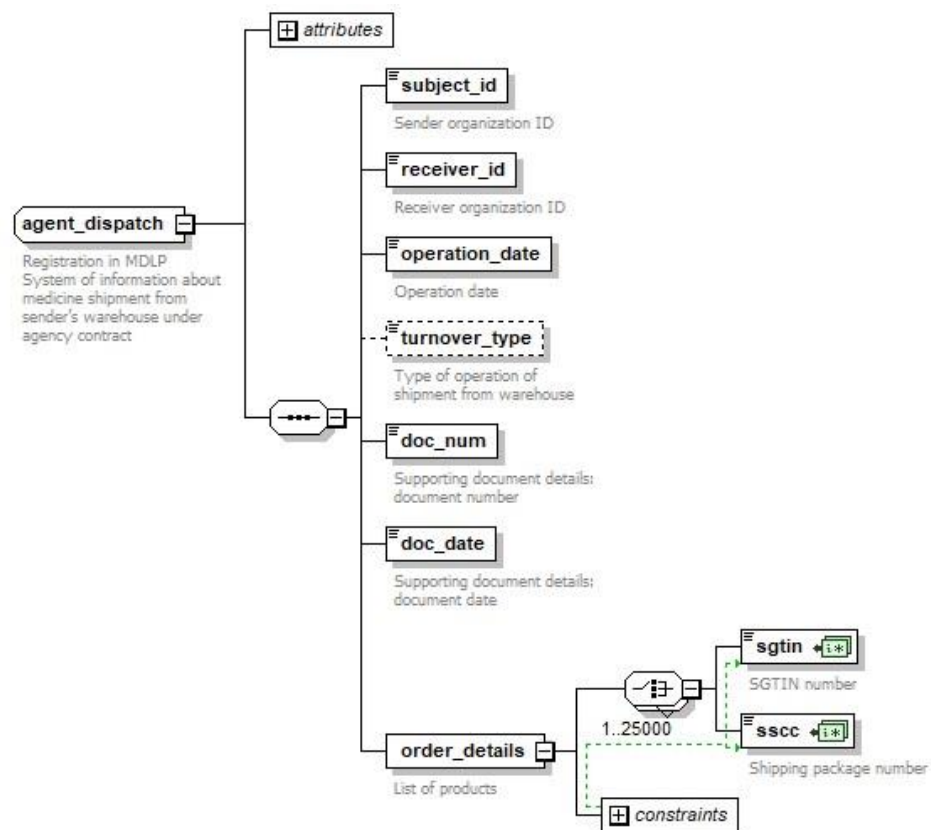 attributes
subject_id
Sender organization ID
receiver_id
Receiver organization ID
agent_dispatch
Registration in MDLP
System of information about
medicine shipment from
sender's warehouse under
agency contract
operation_date
Operation date
turnover_type
Type of operation of
shipment from warehouse
doc_num
Supporting document details:
document number
doc_date
Supporting document details:
document date
sgtin
SGTIN number
1..25000
sscc
Shipping package number
order_details
List of products
constraints